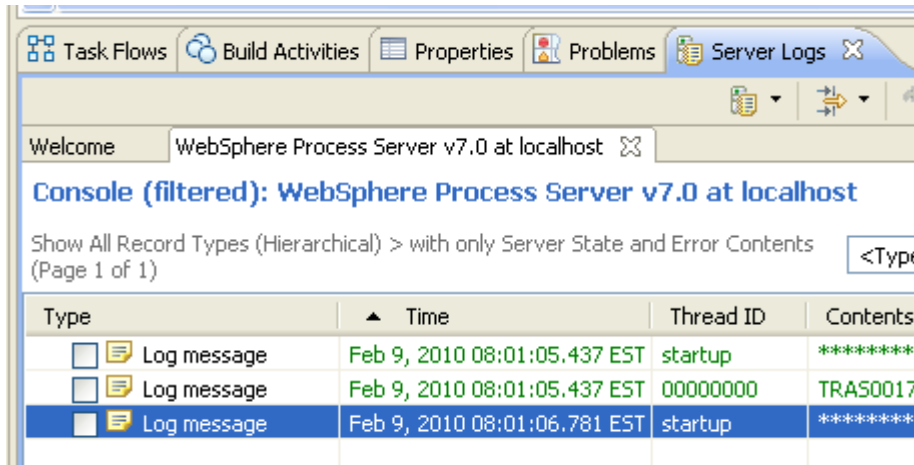 Task Flows Build Activities Properties Problems Server Logs
Welcome WebSphere Process Server v7.0 at localhost
Console (filtered): WebSphere Process Server v7.0 at localhost
Show All Record Types (Hierarchical) > with only Server State and Error Contents
(Page 1 of 1)
<Type
Type Time Thread ID Contents
Log message Feb 9, 2010 08:01:05.437 EST startup *********
Log message Feb 9, 2010 08:01:05.437 EST 00000000 TRAS0017
Log message Feb 9, 2010 08:01:06.781 EST startup *********